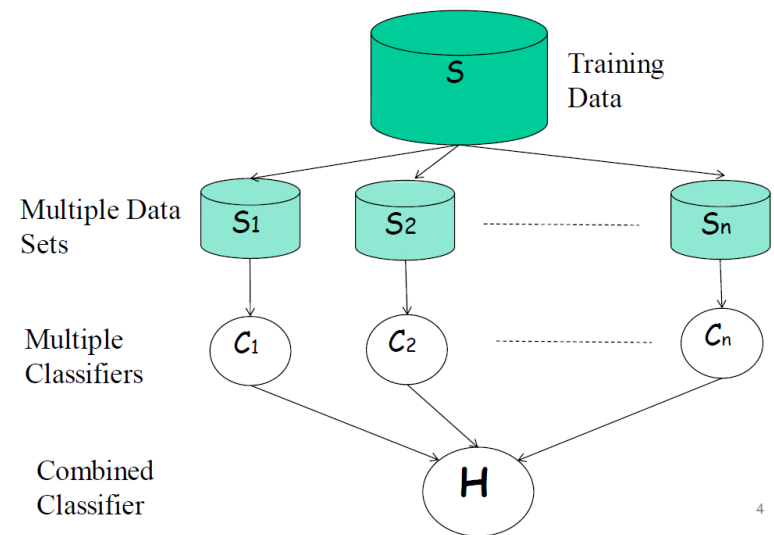 S
Training
Data
Multiple Data
Sets
S1
S2
Sn
Multiple
Classifiers
C1
C2
Cn
Combined
Classifier
H
4